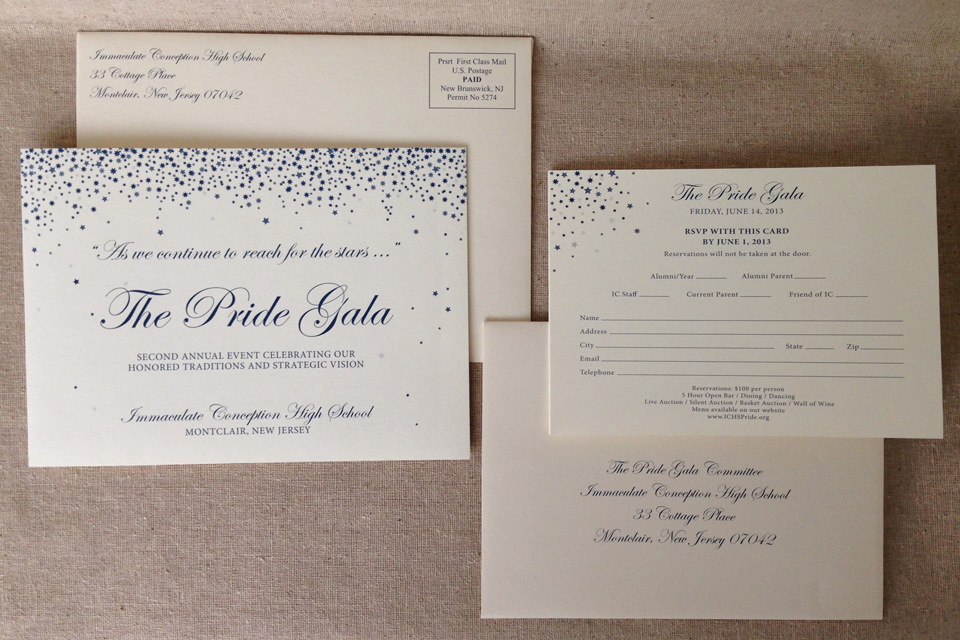 Immaculate Conception High School
33 Cottage Place
Montclair, New Jersey 07042
Prsrt First Class Mail
U.S. Postage
PAID
New Brunswick, NJ
Permit No 5274
“As we continue to reach for the stars ...”
The Pride Gala
SECOND ANNUAL EVENT CELEBRATING OUR
HONORED TRADITIONS AND STRATEGIC VISION
Immaculate Conception High School
MONTCLAIR, NEW JERSEY
The Pride Gala
FRIDAY, JUNE 14, 2013
RSVP WITH THIS CARD
BY JUNE 1, 2013
Reservations will not be taken at the door.
Alumni/Year Alumni Parent
IC Staff Current Parent Friend of IC
Name
Address
City State Zip
Email
Telephone
Reservations: $100 per person
5 Hour Open Bar / Dining / Dancing
Live Auction / Silent Auction / Basket Auction / Wall of Wine
Menu available on our website
www.ICHSPride.org
The Pride Gala Committee
Immaculate Conception High School
33 Cottage Place
Montclair, New Jersey 07042